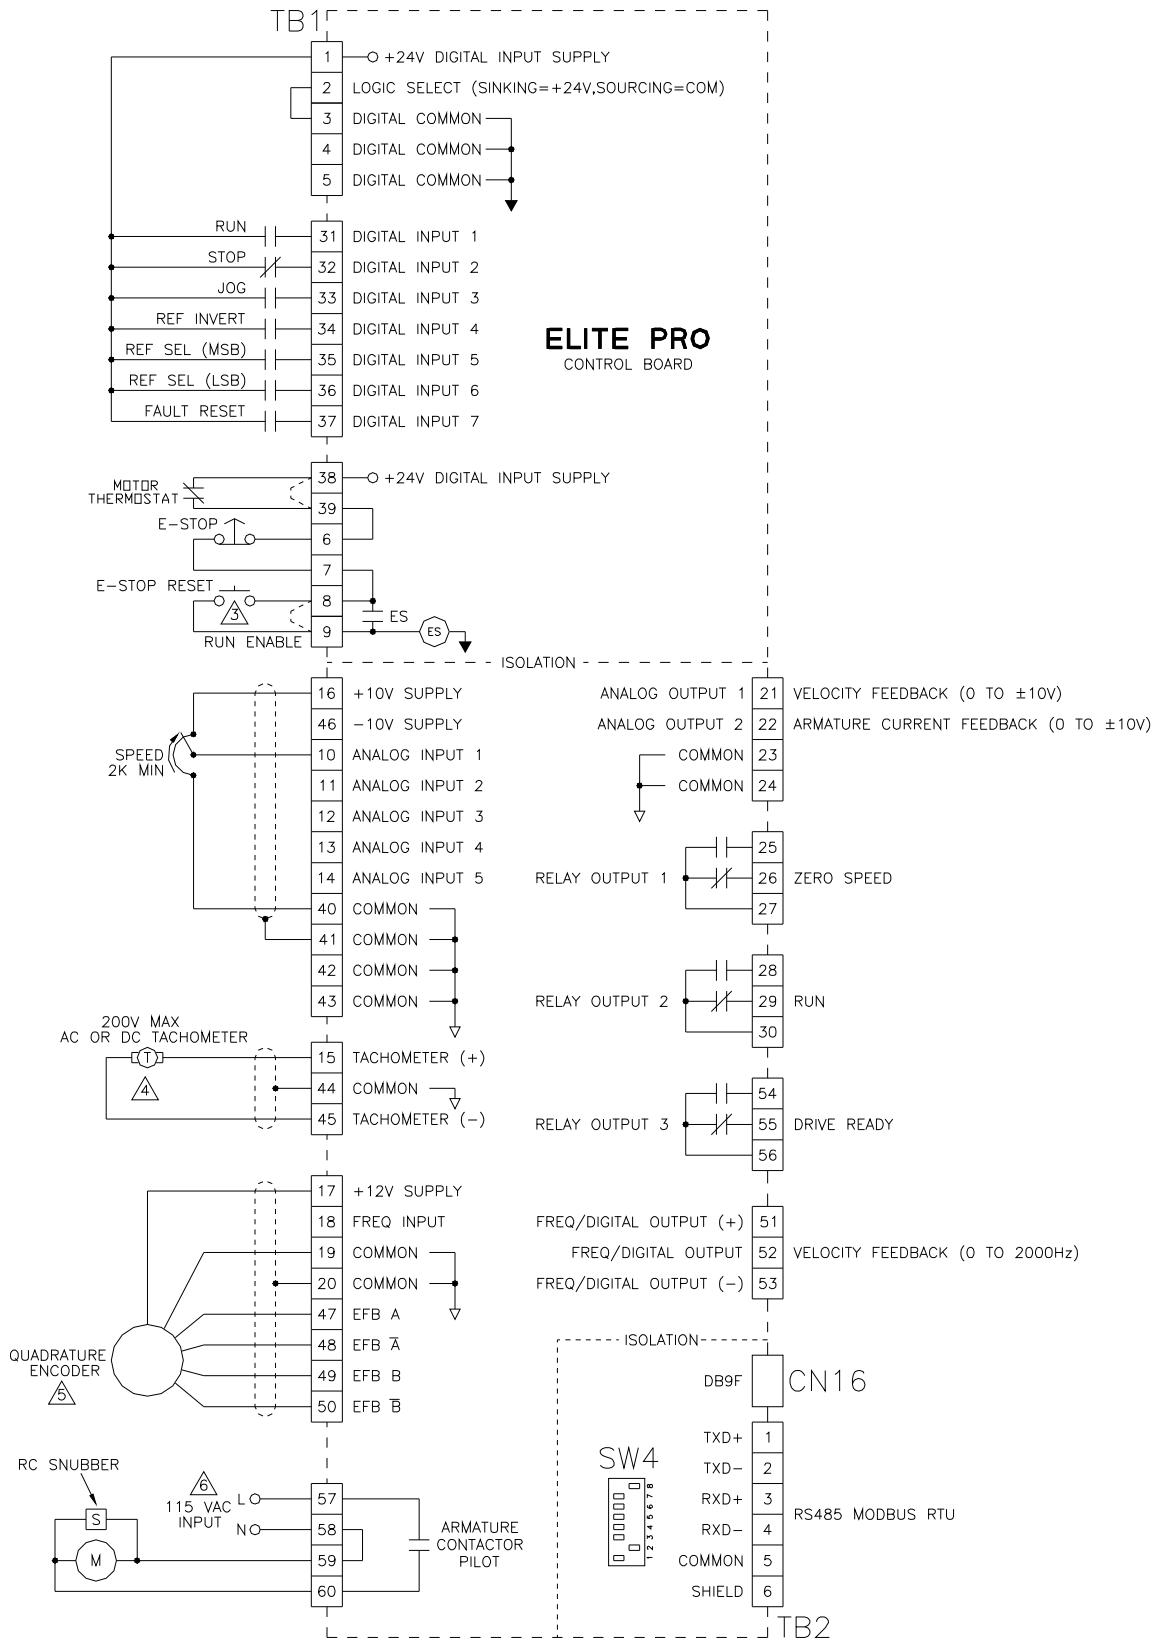 TB1
1 +24V DIGITAL INPUT SUPPLY
2 LOGIC SELECT (SINKING=+24V,SOURCING=COM)
3 DIGITAL COMMON
4 DIGITAL COMMON
5 DIGITAL COMMON
RUN 31 DIGITAL INPUT 1
STOP 32 DIGITAL INPUT 2
JOG 33 DIGITAL INPUT 3
REF INVERT 34 DIGITAL INPUT 4
REF SEL (MSB) 35 DIGITAL INPUT 5
REF SEL (LSB) 36 DIGITAL INPUT 6
FAULT RESET 37 DIGITAL INPUT 7
ELITE PRO
CONTROL BOARD
38 +24V DIGITAL INPUT SUPPLY
MOTOR
THERMOSTAT
39
E-STOP
6
7
E-STOP RESET
3
8
ES
9
ES
RUN ENABLE
ISOLATION
16 +10V SUPPLY
46 -10V SUPPLY
SPEED
2K MIN
10 ANALOG INPUT 1
11 ANALOG INPUT 2
12 ANALOG INPUT 3
13 ANALOG INPUT 4
14 ANALOG INPUT 5
40 COMMON
41 COMMON
42 COMMON
43 COMMON
200V MAX
AC OR DC TACHOMETER
T
4
15 TACHOMETER (+)
44 COMMON
45 TACHOMETER (-)
17 +12V SUPPLY
18 FREQ INPUT
19 COMMON
20 COMMON
47 EFB A
48 EFB A̅
49 EFB B
50 EFB B̅
QUADRATURE
ENCODER
5
RC SNUBBER
S
M
6
115 VAC
INPUT
L
N
57
58
59
60
ARMATURE
CONTACTOR
PILOT
ANALOG OUTPUT 1 21 VELOCITY FEEDBACK (0 TO ±10V)
ANALOG OUTPUT 2 22 ARMATURE CURRENT FEEDBACK (0 TO ±10V)
COMMON 23
COMMON 24
25
RELAY OUTPUT 1 26 ZERO SPEED
27
28
RELAY OUTPUT 2 29 RUN
30
54
RELAY OUTPUT 3 55 DRIVE READY
56
FREQ/DIGITAL OUTPUT (+) 51
FREQ/DIGITAL OUTPUT 52 VELOCITY FEEDBACK (0 TO 2000Hz)
FREQ/DIGITAL OUTPUT (-) 53
ISOLATION
DB9F CN16
TXD+ 1
TXD- 2
RXD+ 3
RXD- 4
COMMON 5
SHIELD 6
RS485 MODBUS RTU
SW4
1 2 3 4 5 6 7 8
TB2